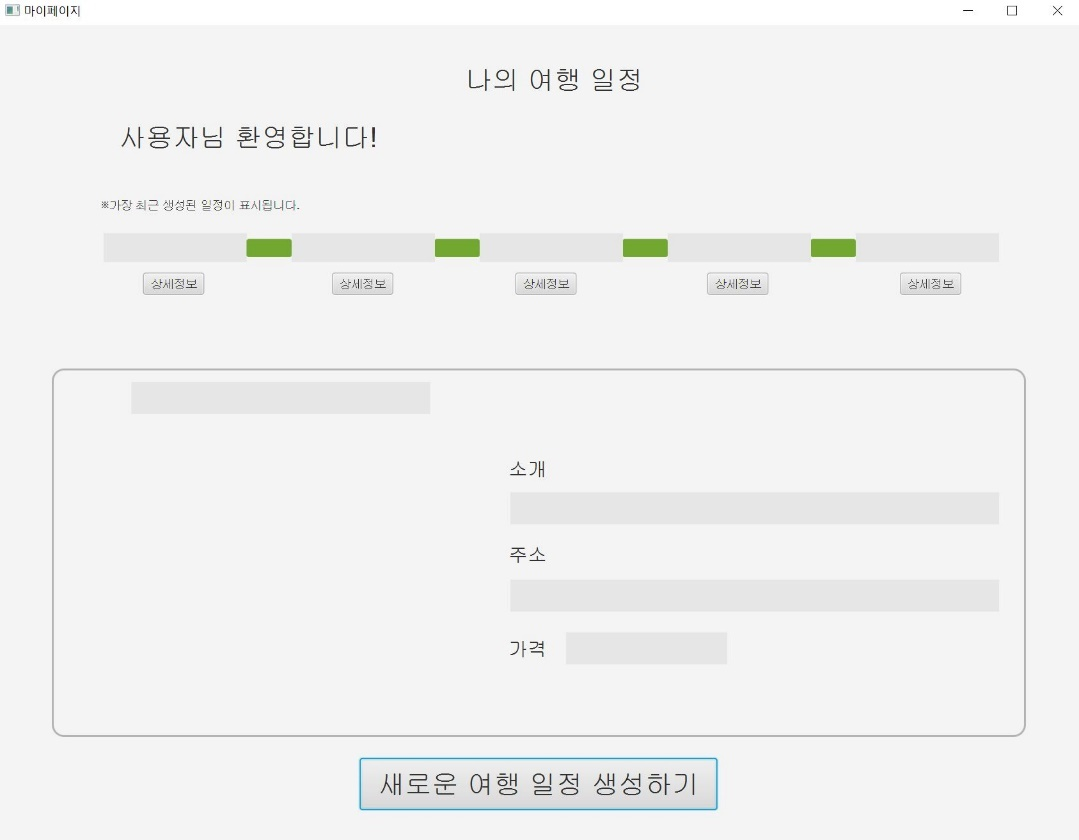 마이페이지
나의 여행 일정
사용자님 환영합니다!
※가장 최근 생성된 일정이 표시됩니다.
상세정보 상세정보 상세정보 상세정보 상세정보
소개
주소
가격
새로운 여행 일정 생성하기